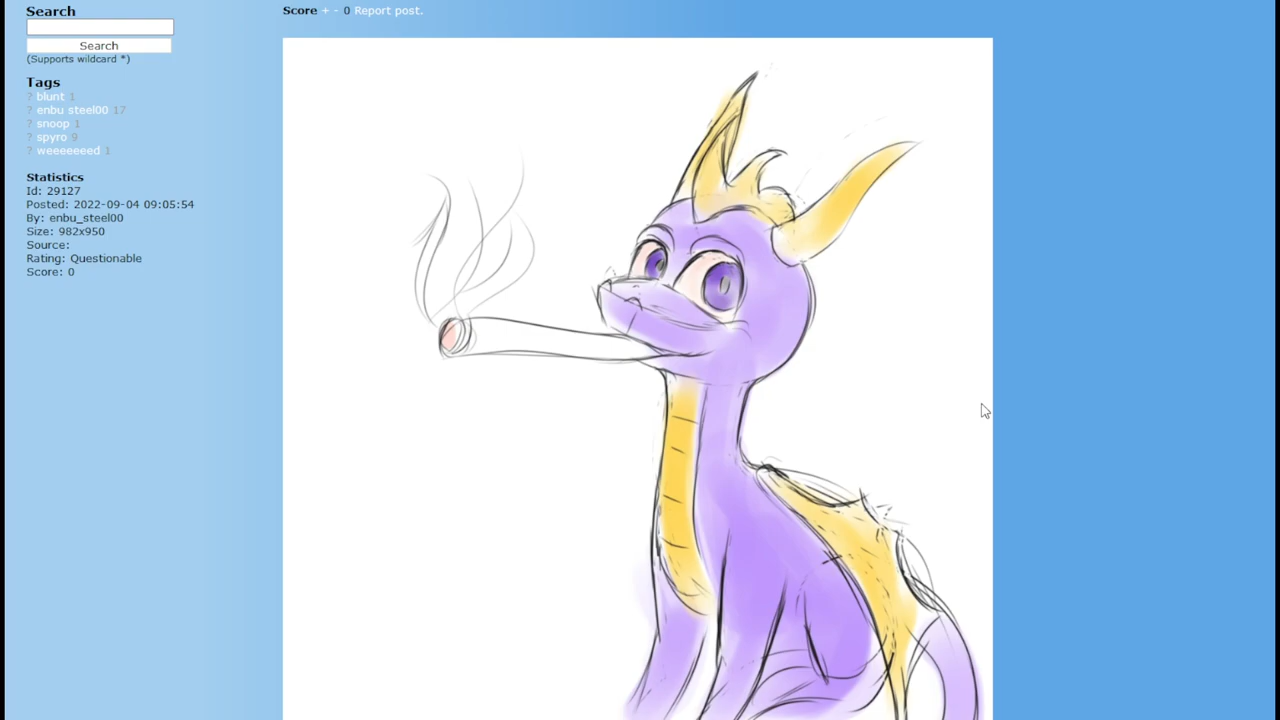 Search
Search
(Supports wildcard *)
Tags
? blunt 1
? enbu steel00 17
? snoop 1
? spyro 9
? weeeeeeed 1
Statistics
Id: 29127
Posted: 2022-09-04 09:05:54
By: enbu_steel00
Size: 982x950
Source:
Rating: Questionable
Score: 0
Score + - 0 Report post.